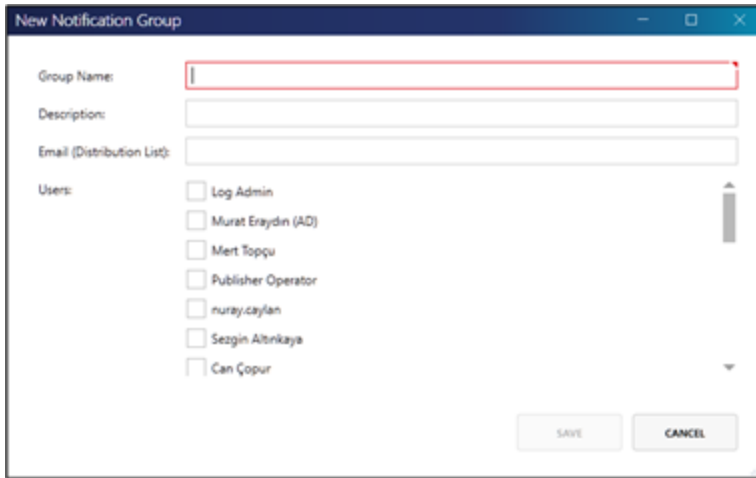 New Notification Group
Group Name:
Description:
Email (Distribution List):
Users:
Log Admin
Murat Eraydın (AD)
Mert Topçu
Publisher Operator
nuray.caylan
Sezgin Altınkaya
Can Çopur
SAVE
CANCEL